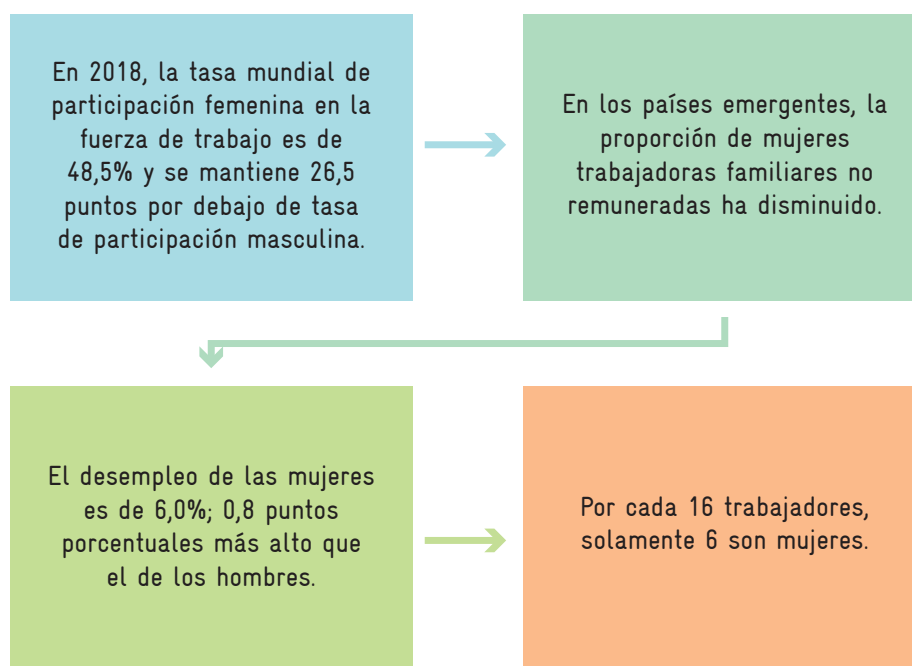 En 2018, la tasa mundial de
participación femenina en la
fuerza de trabajo es de
48,5% y se mantiene 26,5
puntos por debajo de tasa
de participación masculina.
En los países emergentes, la
proporción de mujeres
trabajadoras familiares no
remuneradas ha disminuido.
El desempleo de las mujeres
es de 6,0%; 0,8 puntos
porcentuales más alto que
el de los hombres.
Por cada 16 trabajadores,
solamente 6 son mujeres.